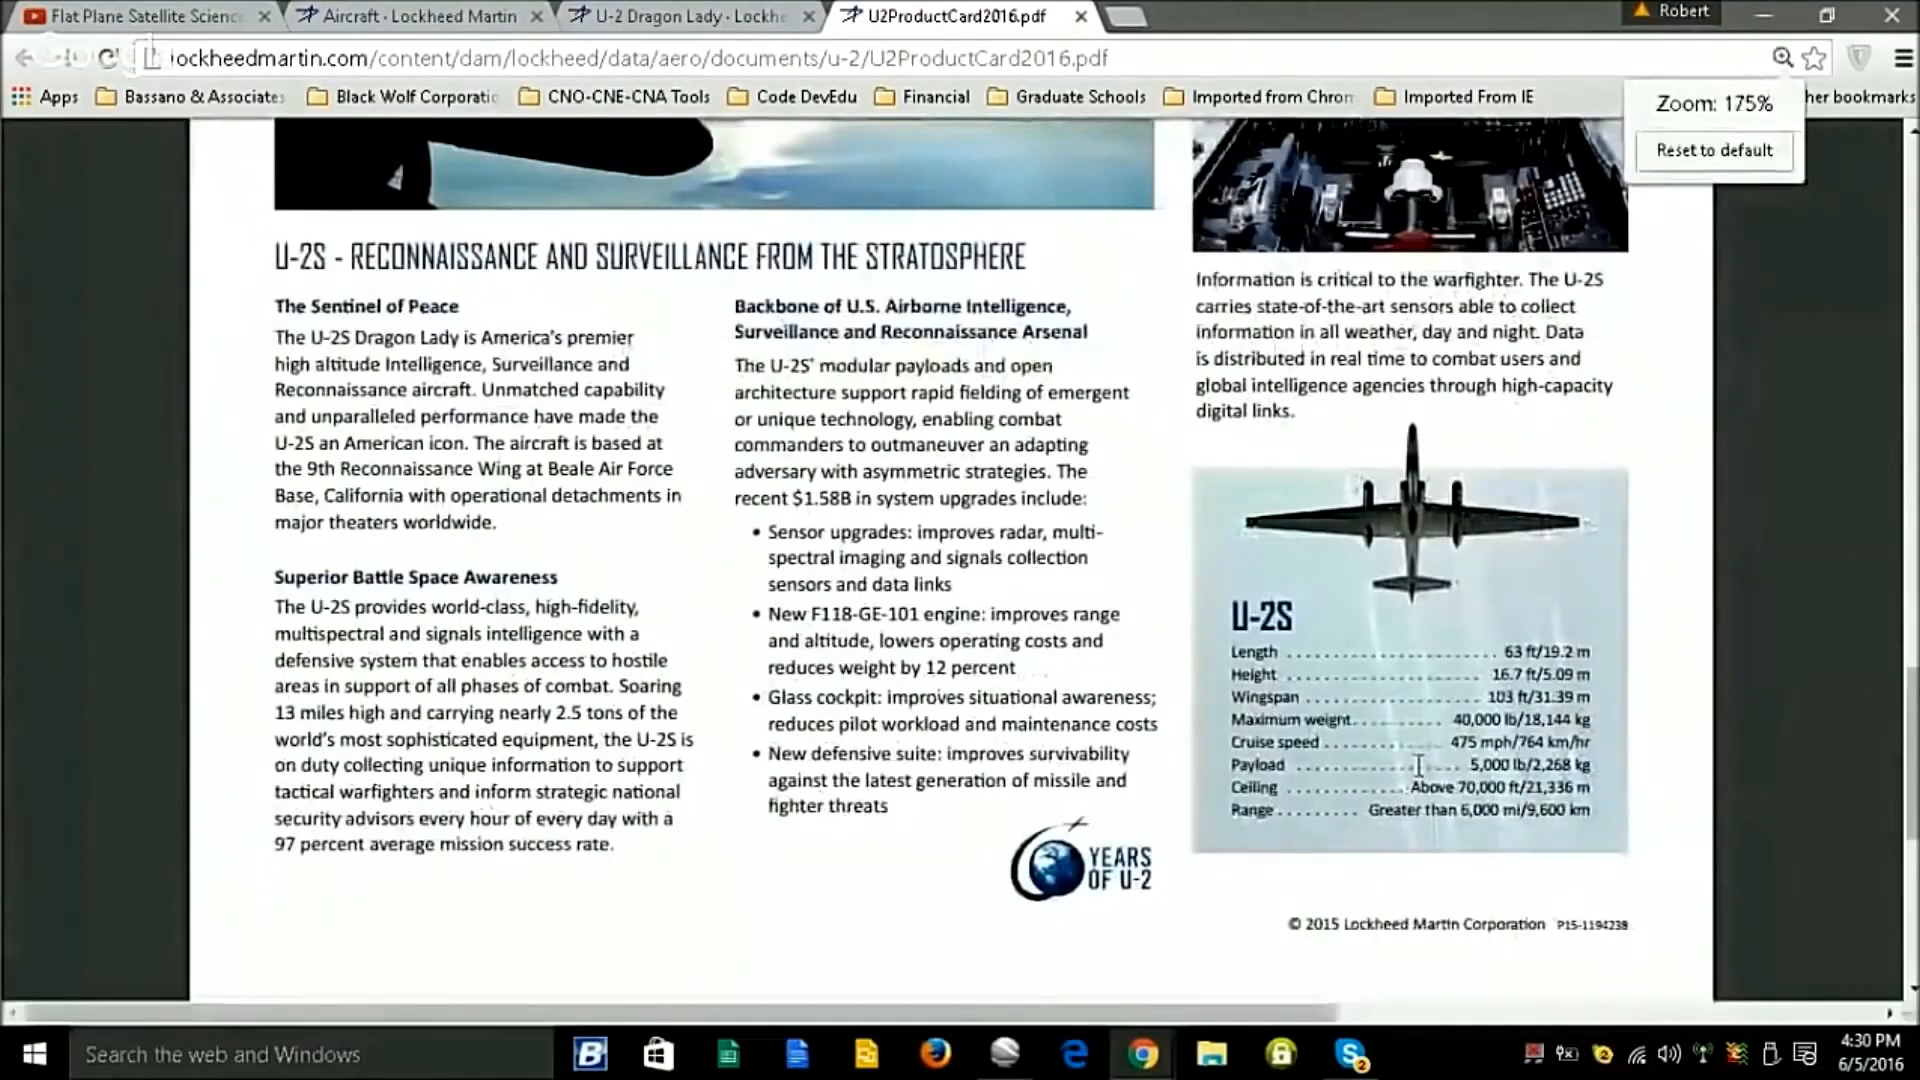 Flat Plane Satellite Scienc
Aircraft · Lockheed Martin
U-2 Dragon Lady · Lockhe
U2ProductCard2016.pdf
Robert
lockheedmartin.com/content/dam/lockheed/data/aero/documents/u-2/U2ProductCard2016.pdf
Apps
Bassano & Associates
Black Wolf Corporatic
CNO-CNE-CNA Tools
Code DevEdu
Financial
Graduate Schools
Imported from Chrom
Imported From IE
her bookmarks
Zoom: 175%
Reset to default
U-2S - RECONNAISSANCE AND SURVEILLANCE FROM THE STRATOSPHERE
The Sentinel of Peace
The U-2S Dragon Lady is America's premier
high altitude Intelligence, Surveillance and
Reconnaissance aircraft. Unmatched capability
and unparalleled performance have made the
U-2S an American icon. The aircraft is based at
the 9th Reconnaissance Wing at Beale Air Force
Base, California with operational detachments in
major theaters worldwide.
Superior Battle Space Awareness
The U-2S provides world-class, high-fidelity,
multispectral and signals intelligence with a
defensive system that enables access to hostile
areas in support of all phases of combat. Soaring
13 miles high and carrying nearly 2.5 tons of the
world's most sophisticated equipment, the U-2S is
on duty collecting unique information to support
tactical warfighters and inform strategic national
security advisors every hour of every day with a
97 percent average mission success rate.
Backbone of U.S. Airborne Intelligence,
Surveillance and Reconnaissance Arsenal
The U-2S' modular payloads and open
architecture support rapid fielding of emergent
or unique technology, enabling combat
commanders to outmaneuver an adapting
adversary with asymmetric strategies. The
recent $1.58B in system upgrades include:
• Sensor upgrades: improves radar, multi-
spectral imaging and signals collection
sensors and data links
• New F118-GE-101 engine: improves range
and altitude, lowers operating costs and
reduces weight by 12 percent
• Glass cockpit: improves situational awareness;
reduces pilot workload and maintenance costs
• New defensive suite: improves survivability
against the latest generation of missile and
fighter threats
YEARS
OF U-2
Information is critical to the warfighter. The U-2S
carries state-of-the-art sensors able to collect
information in all weather, day and night. Data
is distributed in real time to combat users and
global intelligence agencies through high-capacity
digital links.
U-2S
Length . . . . . . . . 63 ft/19.2 m
Height . . . . . . . . 16.7 ft/5.09 m
Wingspan . . . . . . . . 103 ft/31.39 m
Maximum weight . . . . . . . . 40,000 lb/18,144 kg
Cruise speed . . . . . . . . 475 mph/764 km/hr
Payload . . . . . . . . 5,000 lb/2,268 kg
Ceiling . . . . . . . . Above 70,000 ft/21,336 m
Range . . . . . . . . Greater than 6,000 mi/9,600 km
© 2015 Lockheed Martin Corporation P15-1194238
Search the web and Windows
4:30 PM
6/5/2016